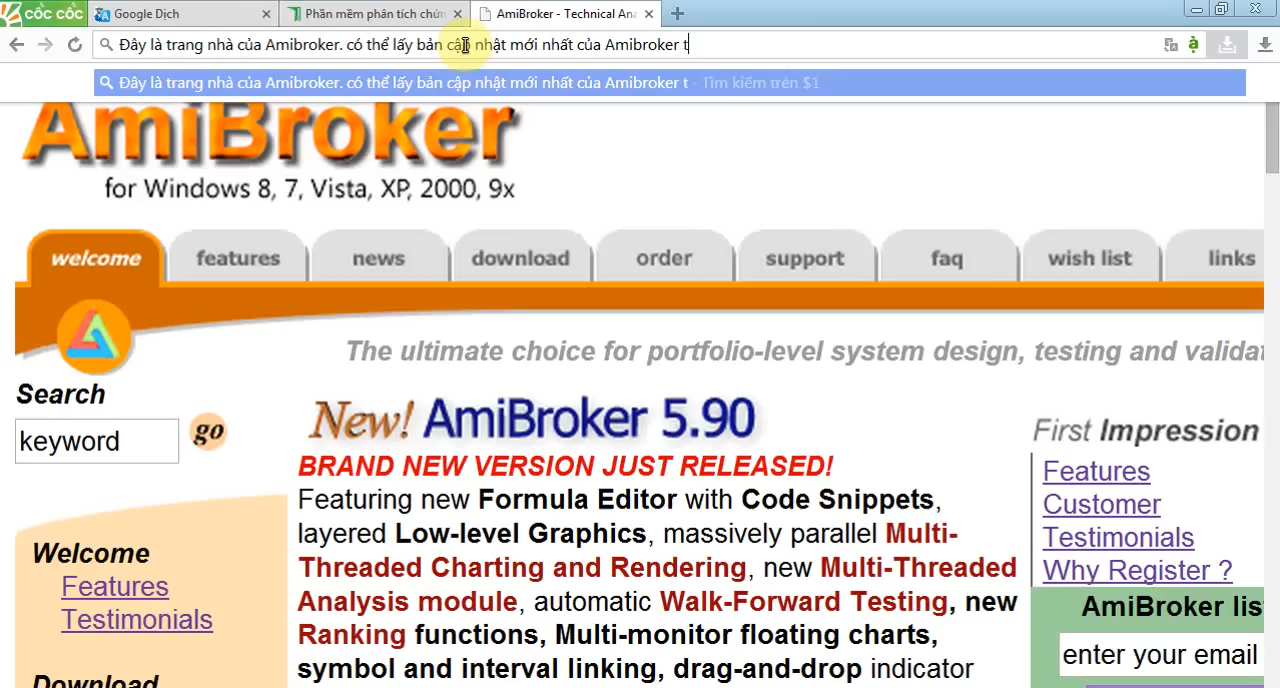 cốc cốc
Google Dịch
Phần mềm phân tích chứn
AmiBroker - Technical Ana
Đây là trang nhà của Amibroker. có thể lấy bản cập nhật mới nhất của Amibroker t
Đây là trang nhà của Amibroker. có thể lấy bản cập nhật mới nhất của Amibroker t - Tìm kiếm trên $1
AmiBroker
for Windows 8, 7, Vista, XP, 2000, 9x
welcome features news download order support faq wish list links
The ultimate choice for portfolio-level system design, testing and validat
Search
keyword go
New! AmiBroker 5.90
BRAND NEW VERSION JUST RELEASED!
Featuring new Formula Editor with Code Snippets,
layered Low-level Graphics, massively parallel Multi-
Threaded Charting and Rendering, new Multi-Threaded
Analysis module, automatic Walk-Forward Testing, new
Ranking functions, Multi-monitor floating charts,
symbol and interval linking, drag-and-drop indicator
Welcome
Features
Testimonials
Download
First Impression
Features
Customer
Testimonials
Why Register ?
AmiBroker lis
enter your email